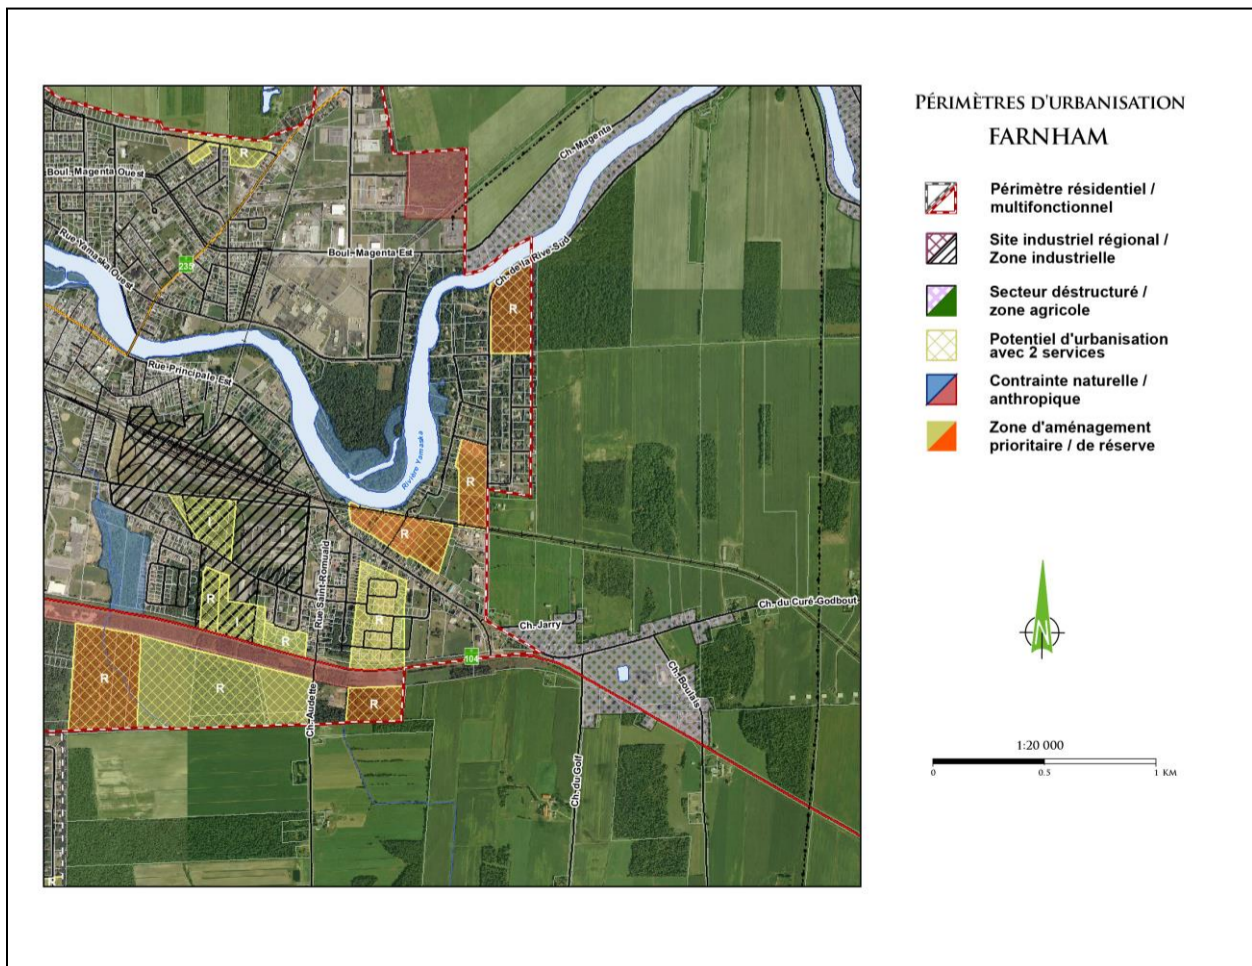 PÉRIMÈTRES D'URBANISATION
FARNHAM
Périmètre résidentiel /
multifonctionnel
Site industriel régional /
Zone industrielle
Secteur déstructuré /
zone agricole
Potentiel d'urbanisation
avec 2 services
Contrainte naturelle /
anthropique
Zone d'aménagement
prioritaire / de réserve
N
1:20 000
0 0.5 1 KM
R
Boul. Magenta Ouest
Ch. Magenta
Rue Yamaska Ouest
235
Boul. Magenta Est
Ch. de la Rive-Sud
R
Rue Principale Est
Rivière Yamaska
R
I
I
R
Rue Saint-Romuald
R
R
R
Ch. du Curé-Godbout
Ch. Jarry
104
R
R
Ch. Audette
R
Ch. Boulais
Ch. du Golf